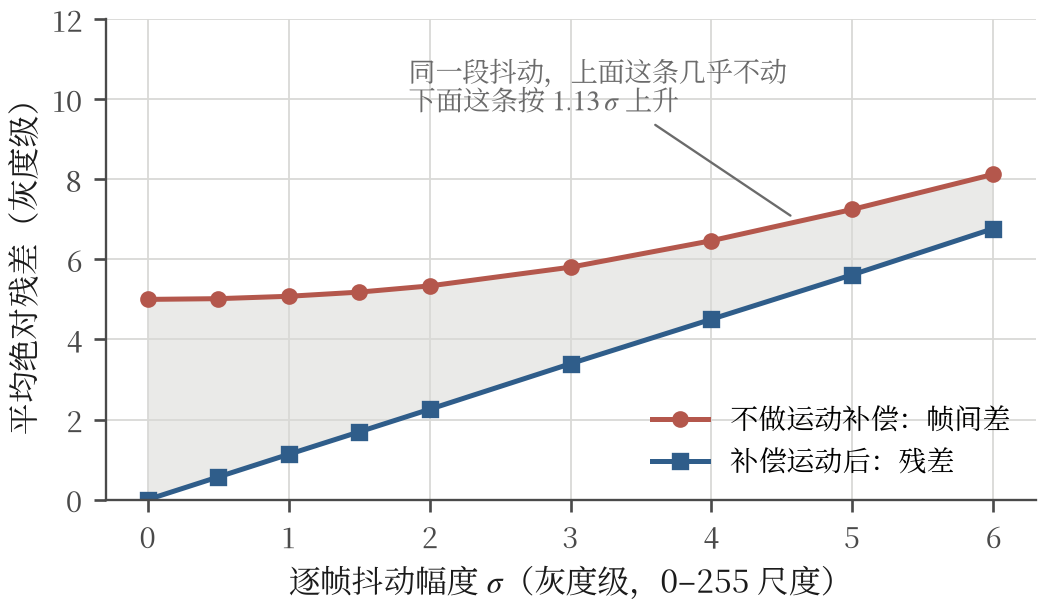 12
10
8
6
4
2
0
平均绝对残差（灰度级）
同一段抖动，上面这条几乎不动
下面这条按 1.13σ 上升
不做运动补偿：帧间差
补偿运动后：残差
0 1 2 3 4 5 6
逐帧抖动幅度 σ（灰度级，0–255 尺度）